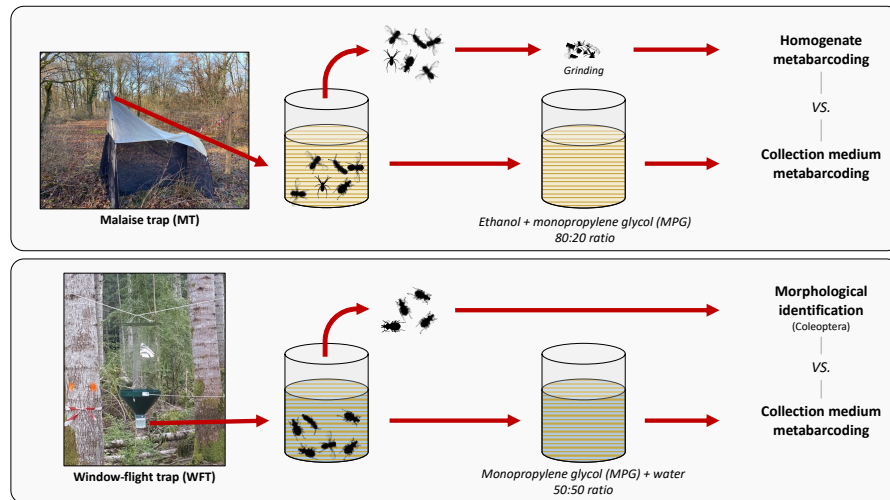 Grinding
Homogenate
metabarcoding
VS.
Collection medium
metabarcoding
Malaise trap (MT)
Ethanol + monopropylene glycol (MPG)
80:20 ratio
Morphological
identification
(Coleoptera)
VS.
Collection medium
metabarcoding
Window-flight trap (WFT)
Monopropylene glycol (MPG) + water
50:50 ratio